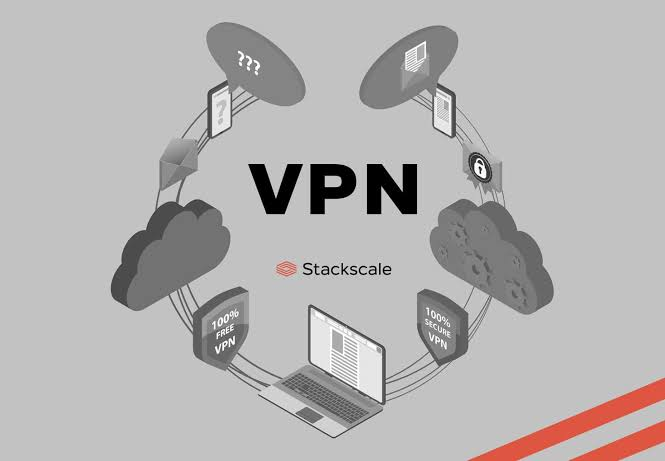 ???
?
VPN
Stackscale
100%
FREE
VPN
100%
SECURE
VPN